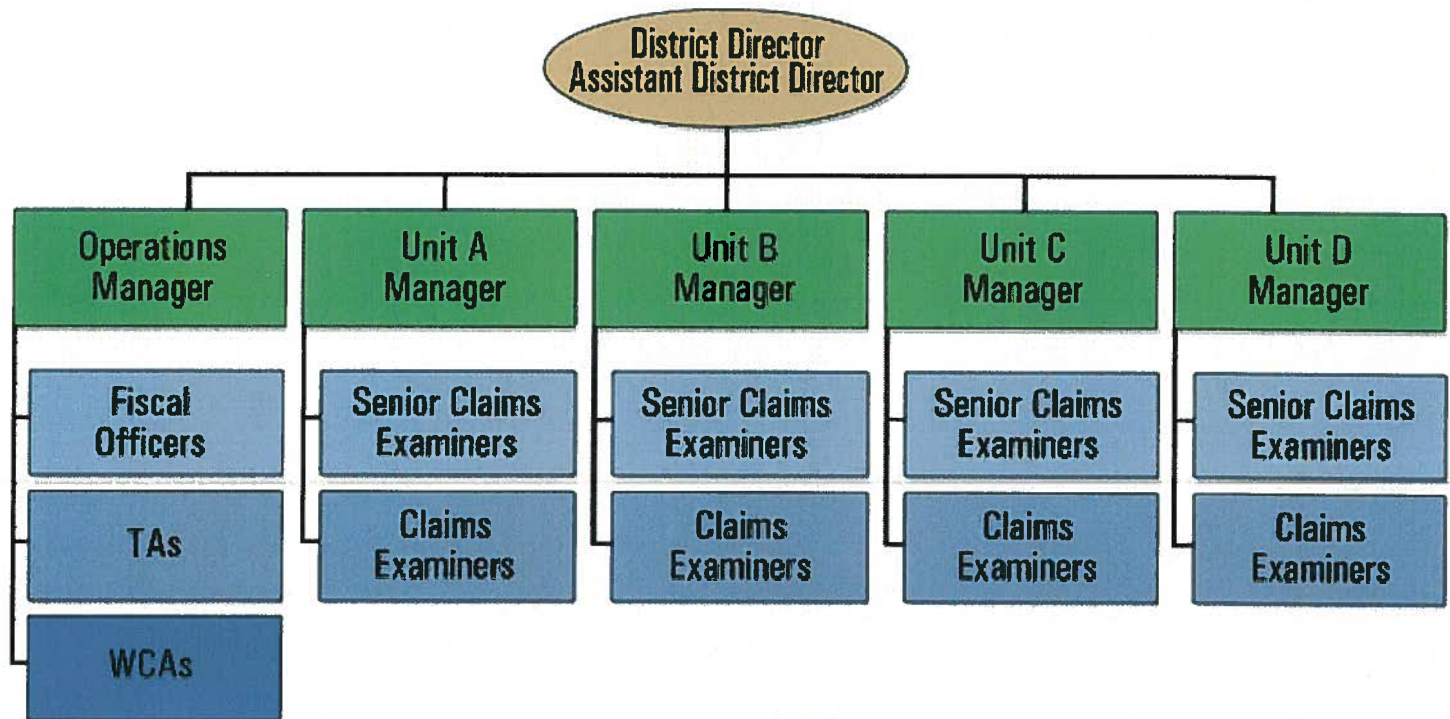 District Director
Assistant District Director
Operations
Manager
Unit A
Manager
Unit B
Manager
Unit C
Manager
Unit D
Manager
Fiscal
Officers
Senior Claims
Examiners
Senior Claims
Examiners
Senior Claims
Examiners
Senior Claims
Examiners
TAs
Claims
Examiners
Claims
Examiners
Claims
Examiners
Claims
Examiners
WCAs